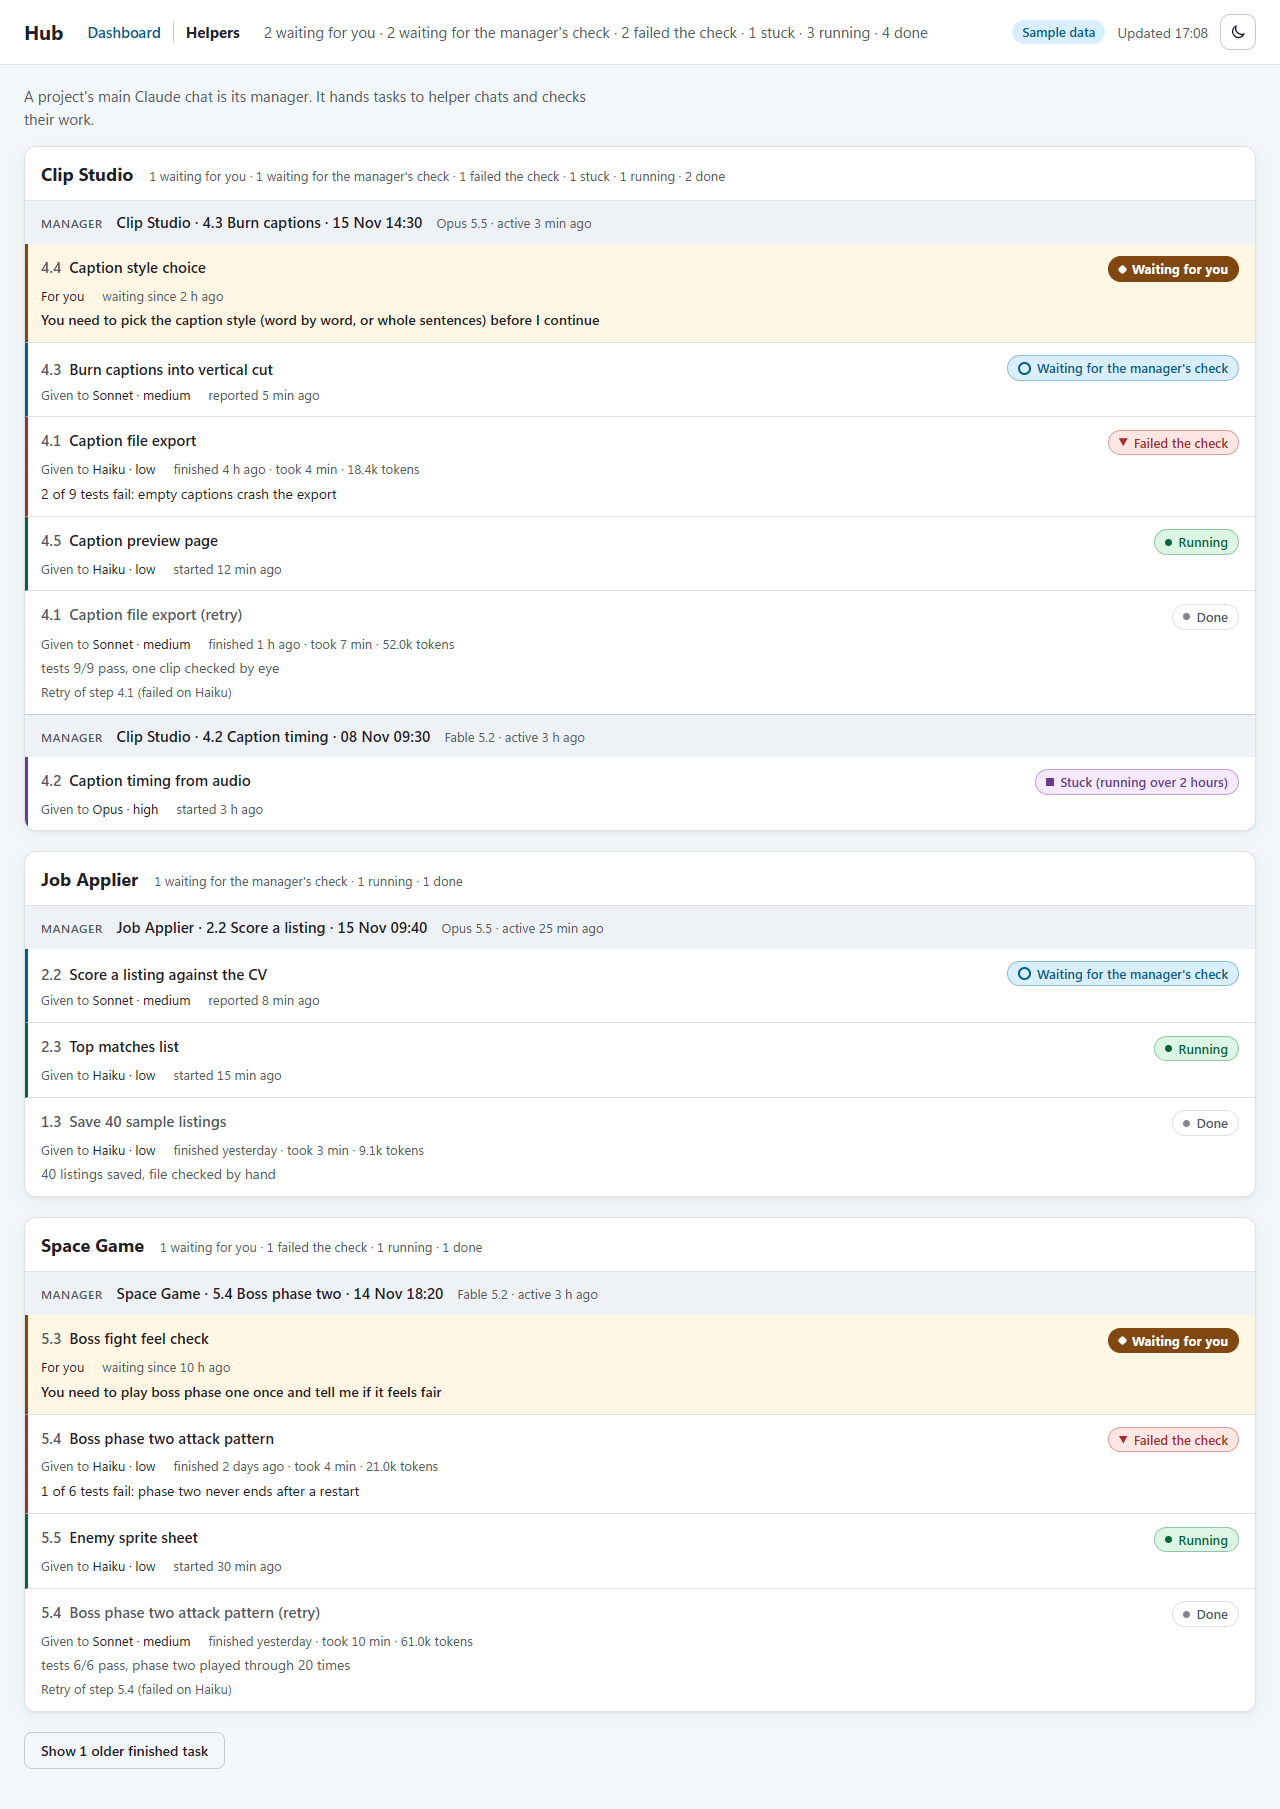 Hub Dashboard Helpers 2 waiting for you · 2 waiting for the manager's check · 2 failed the check · 1 stuck · 3 running · 4 done Sample data Updated 17:08
A project's main Claude chat is its manager. It hands tasks to helper chats and checks
their work.
Clip Studio 1 waiting for you · 1 waiting for the manager's check · 1 failed the check · 1 stuck · 1 running · 2 done
MANAGER Clip Studio · 4.3 Burn captions · 15 Nov 14:30 Opus 5.5 · active 3 min ago
4.4 Caption style choice Waiting for you
For you waiting since 2 h ago
You need to pick the caption style (word by word, or whole sentences) before I continue
4.3 Burn captions into vertical cut Waiting for the manager's check
Given to Sonnet · medium reported 5 min ago
4.1 Caption file export Failed the check
Given to Haiku · low finished 4 h ago · took 4 min · 18.4k tokens
2 of 9 tests fail: empty captions crash the export
4.5 Caption preview page Running
Given to Haiku · low started 12 min ago
4.1 Caption file export (retry) Done
Given to Sonnet · medium finished 1 h ago · took 7 min · 52.0k tokens
tests 9/9 pass, one clip checked by eye
Retry of step 4.1 (failed on Haiku)
MANAGER Clip Studio · 4.2 Caption timing · 08 Nov 09:30 Fable 5.2 · active 3 h ago
4.2 Caption timing from audio Stuck (running over 2 hours)
Given to Opus · high started 3 h ago
Job Applier 1 waiting for the manager's check · 1 running · 1 done
MANAGER Job Applier · 2.2 Score a listing · 15 Nov 09:40 Opus 5.5 · active 25 min ago
2.2 Score a listing against the CV Waiting for the manager's check
Given to Sonnet · medium reported 8 min ago
2.3 Top matches list Running
Given to Haiku · low started 15 min ago
1.3 Save 40 sample listings Done
Given to Haiku · low finished yesterday · took 3 min · 9.1k tokens
40 listings saved, file checked by hand
Space Game 1 waiting for you · 1 failed the check · 1 running · 1 done
MANAGER Space Game · 5.4 Boss phase two · 14 Nov 18:20 Fable 5.2 · active 3 h ago
5.3 Boss fight feel check Waiting for you
For you waiting since 10 h ago
You need to play boss phase one once and tell me if it feels fair
5.4 Boss phase two attack pattern Failed the check
Given to Haiku · low finished 2 days ago · took 4 min · 21.0k tokens
1 of 6 tests fail: phase two never ends after a restart
5.5 Enemy sprite sheet Running
Given to Haiku · low started 30 min ago
5.4 Boss phase two attack pattern (retry) Done
Given to Sonnet · medium finished yesterday · took 10 min · 61.0k tokens
tests 6/6 pass, phase two played through 20 times
Retry of step 5.4 (failed on Haiku)
Show 1 older finished task